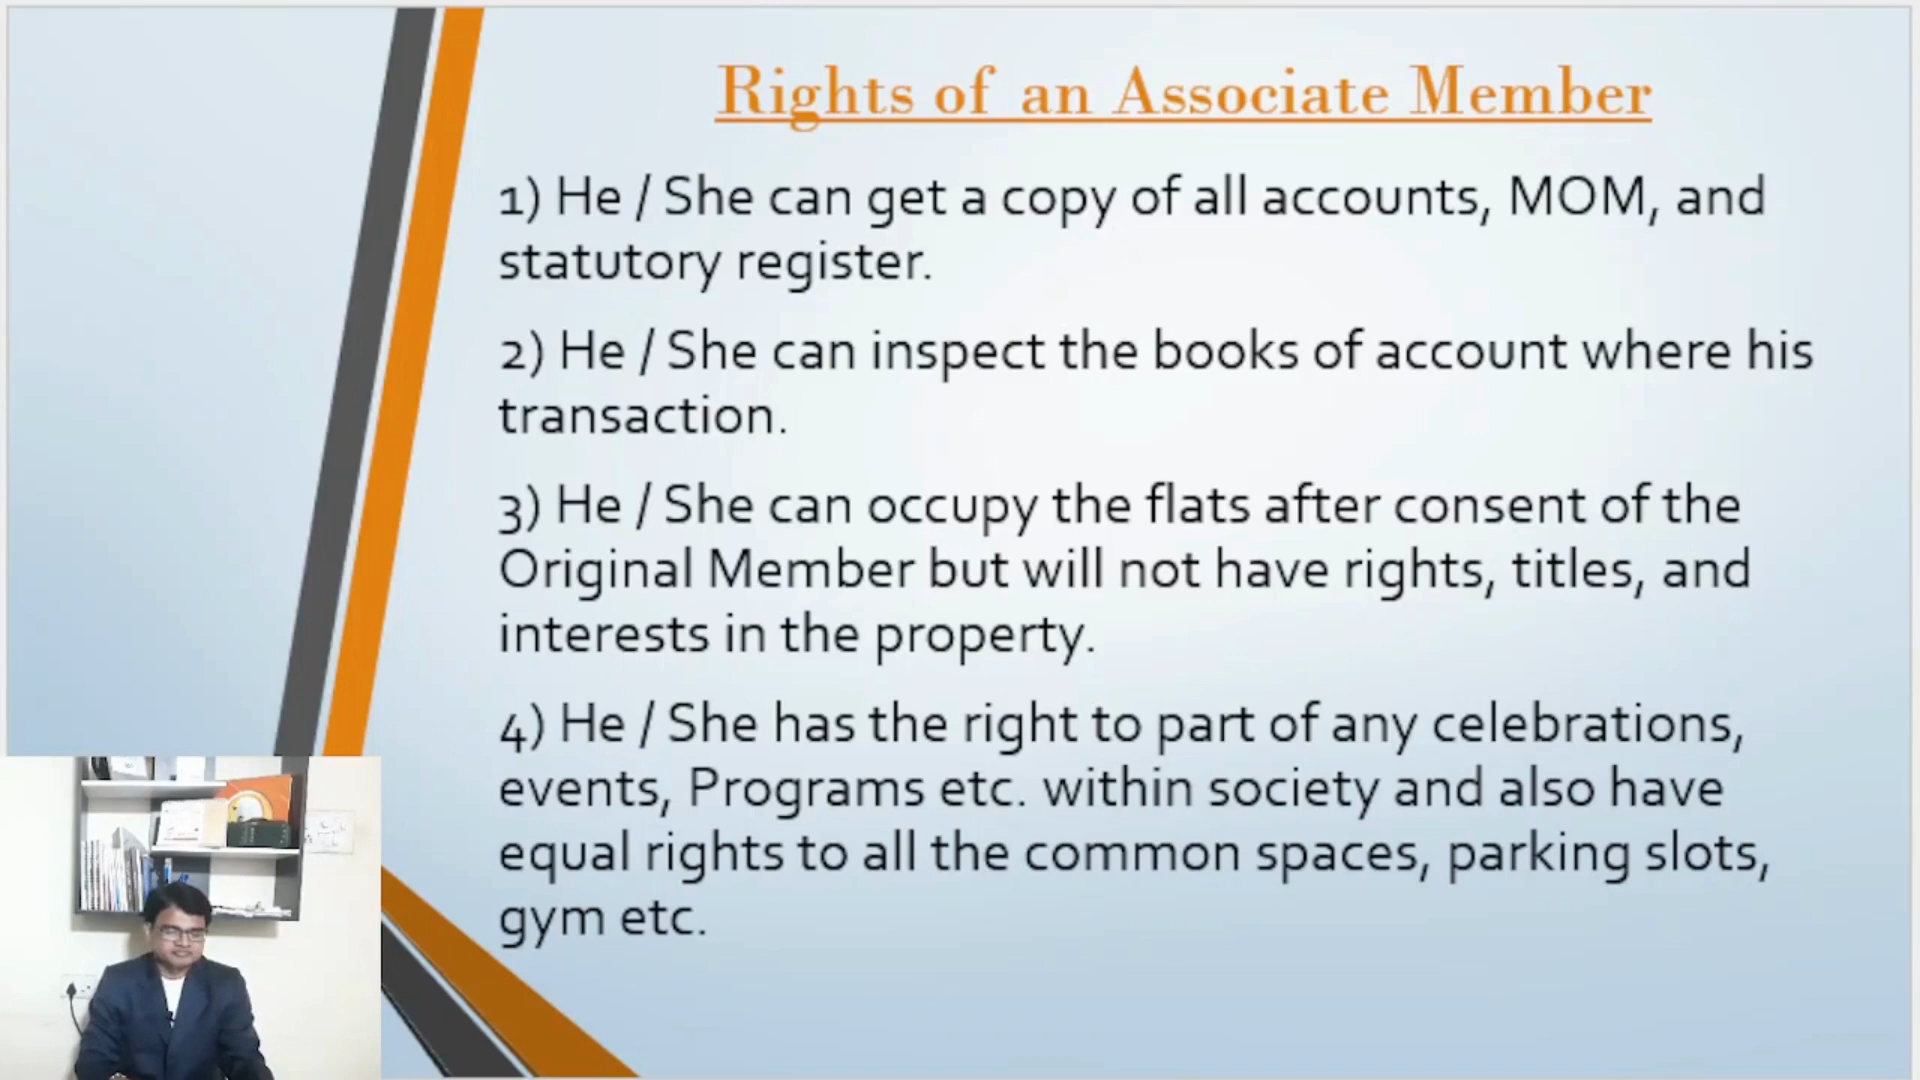 Rights of an Associate Member
1) He / She can get a copy of all accounts, MOM, and
statutory register.
2) He / She can inspect the books of account where his
transaction.
3) He / She can occupy the flats after consent of the
Original Member but will not have rights, titles, and
interests in the property.
4) He / She has the right to part of any celebrations,
events, Programs etc. within society and also have
equal rights to all the common spaces, parking slots,
gym etc.